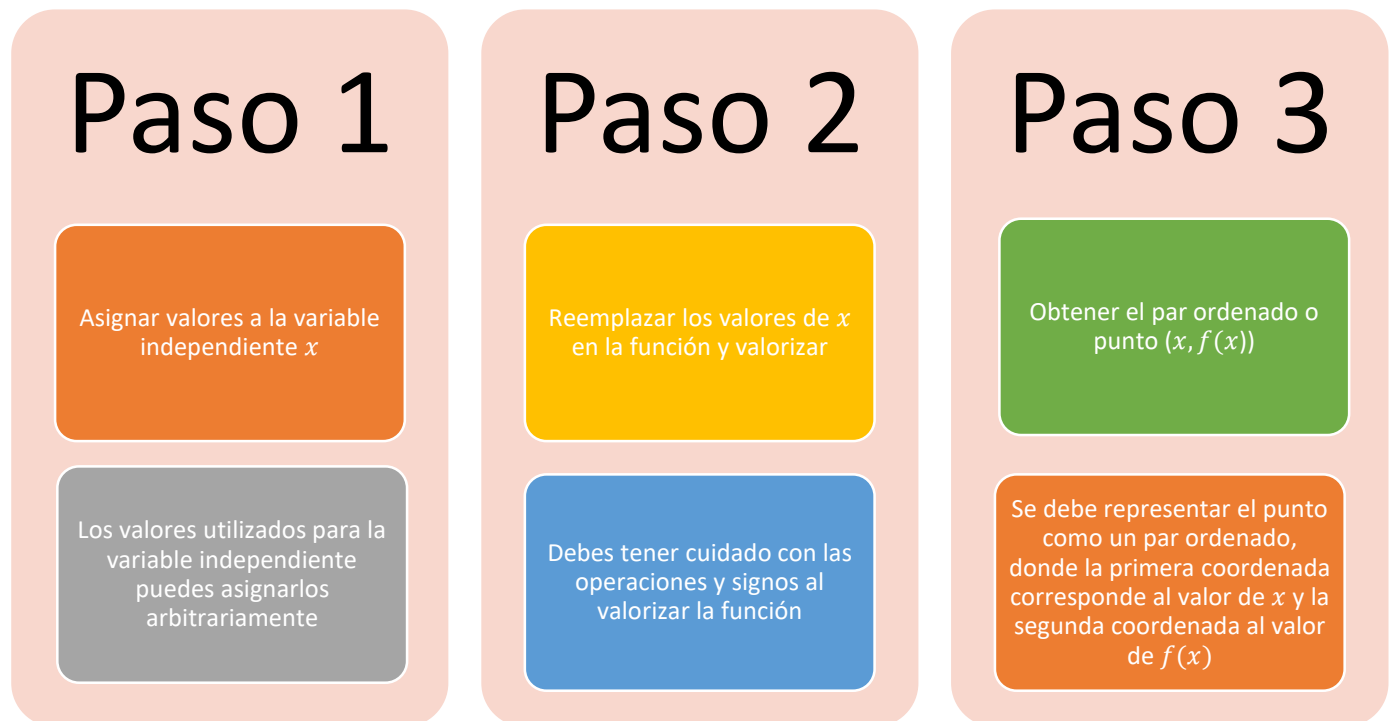 Paso 1
Asignar valores a la variable
independiente x
Los valores utilizados para la
variable independiente
puedes asignarlos
arbitrariamente
Paso 2
Reemplazar los valores de x
en la función y valorizar
Debes tener cuidado con las
operaciones y signos al
valorizar la función
Paso 3
Obtener el par ordenado o
punto (x, f(x))
Se debe representar el punto
como un par ordenado,
donde la primera coordenada
corresponde al valor de x y la
segunda coordenada al valor
de f(x)